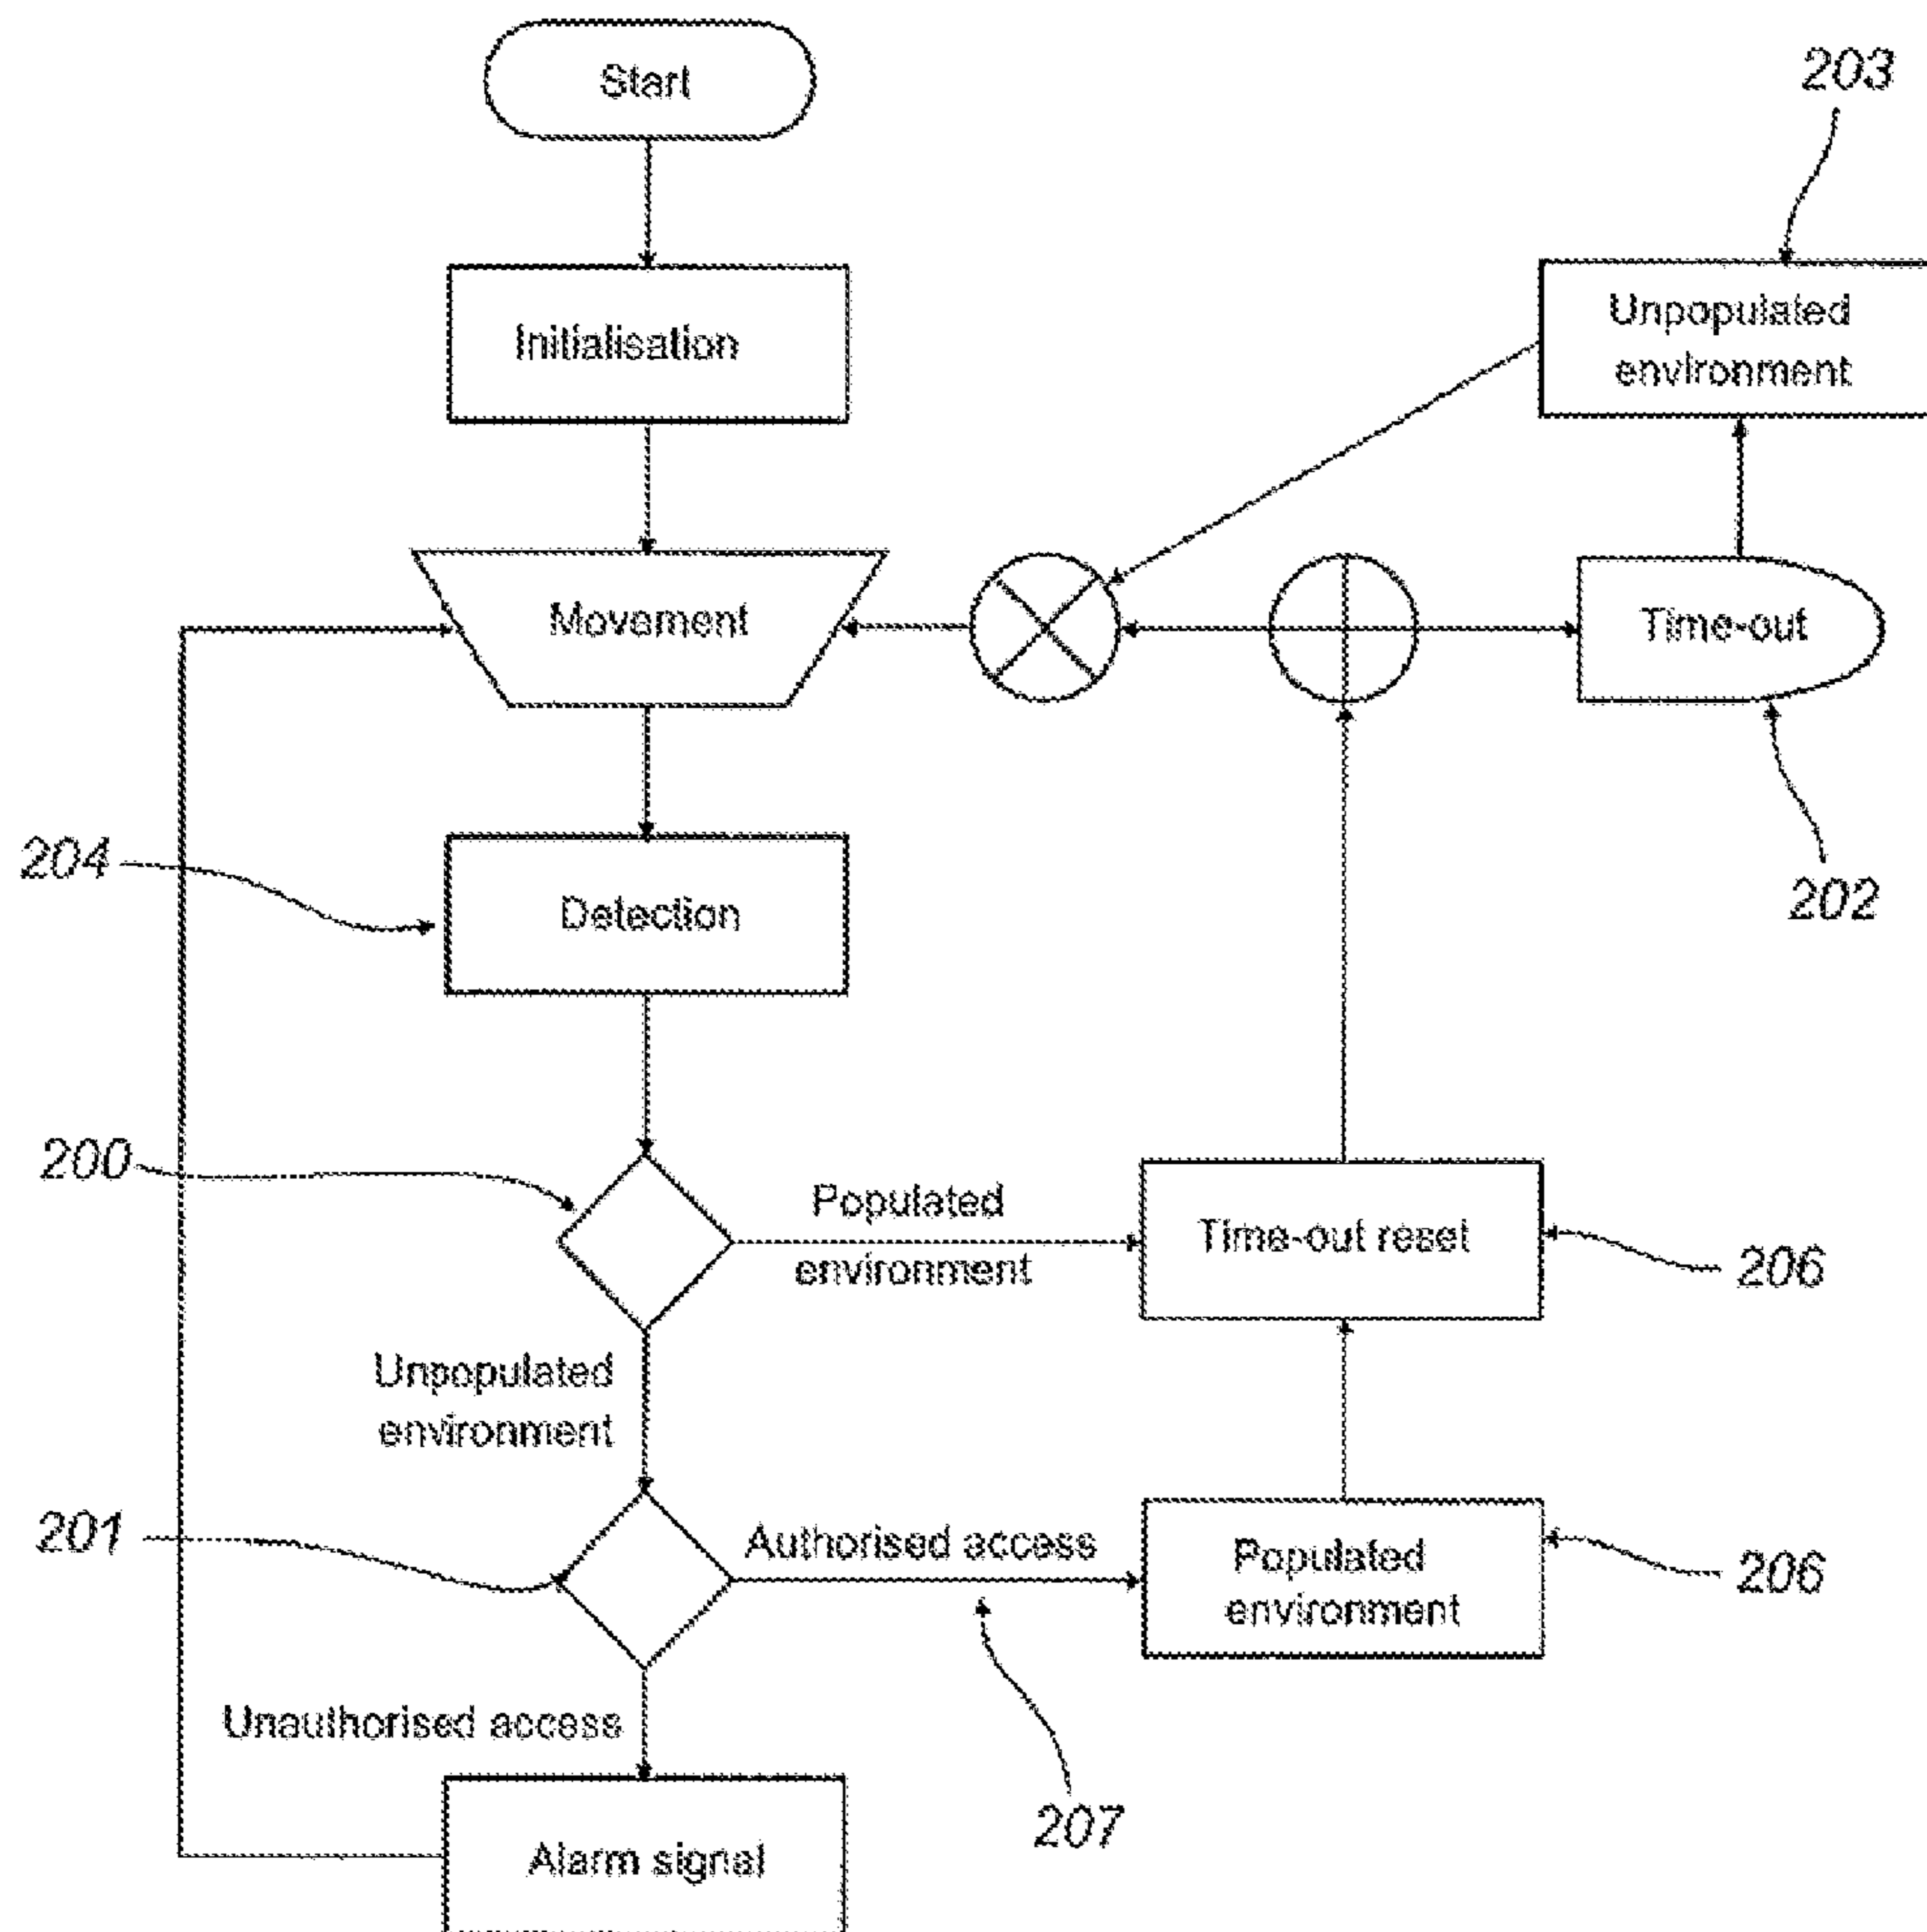 Start
203
Initialisation
Unpopulated
environment
Movament
Time-out
204
Detection
202
200
Populated
environment
Time-out reset
206
Unpopulated
environment
201
Authorised access
Populated
environment
206
Unauthorised access
207
Alarm signal